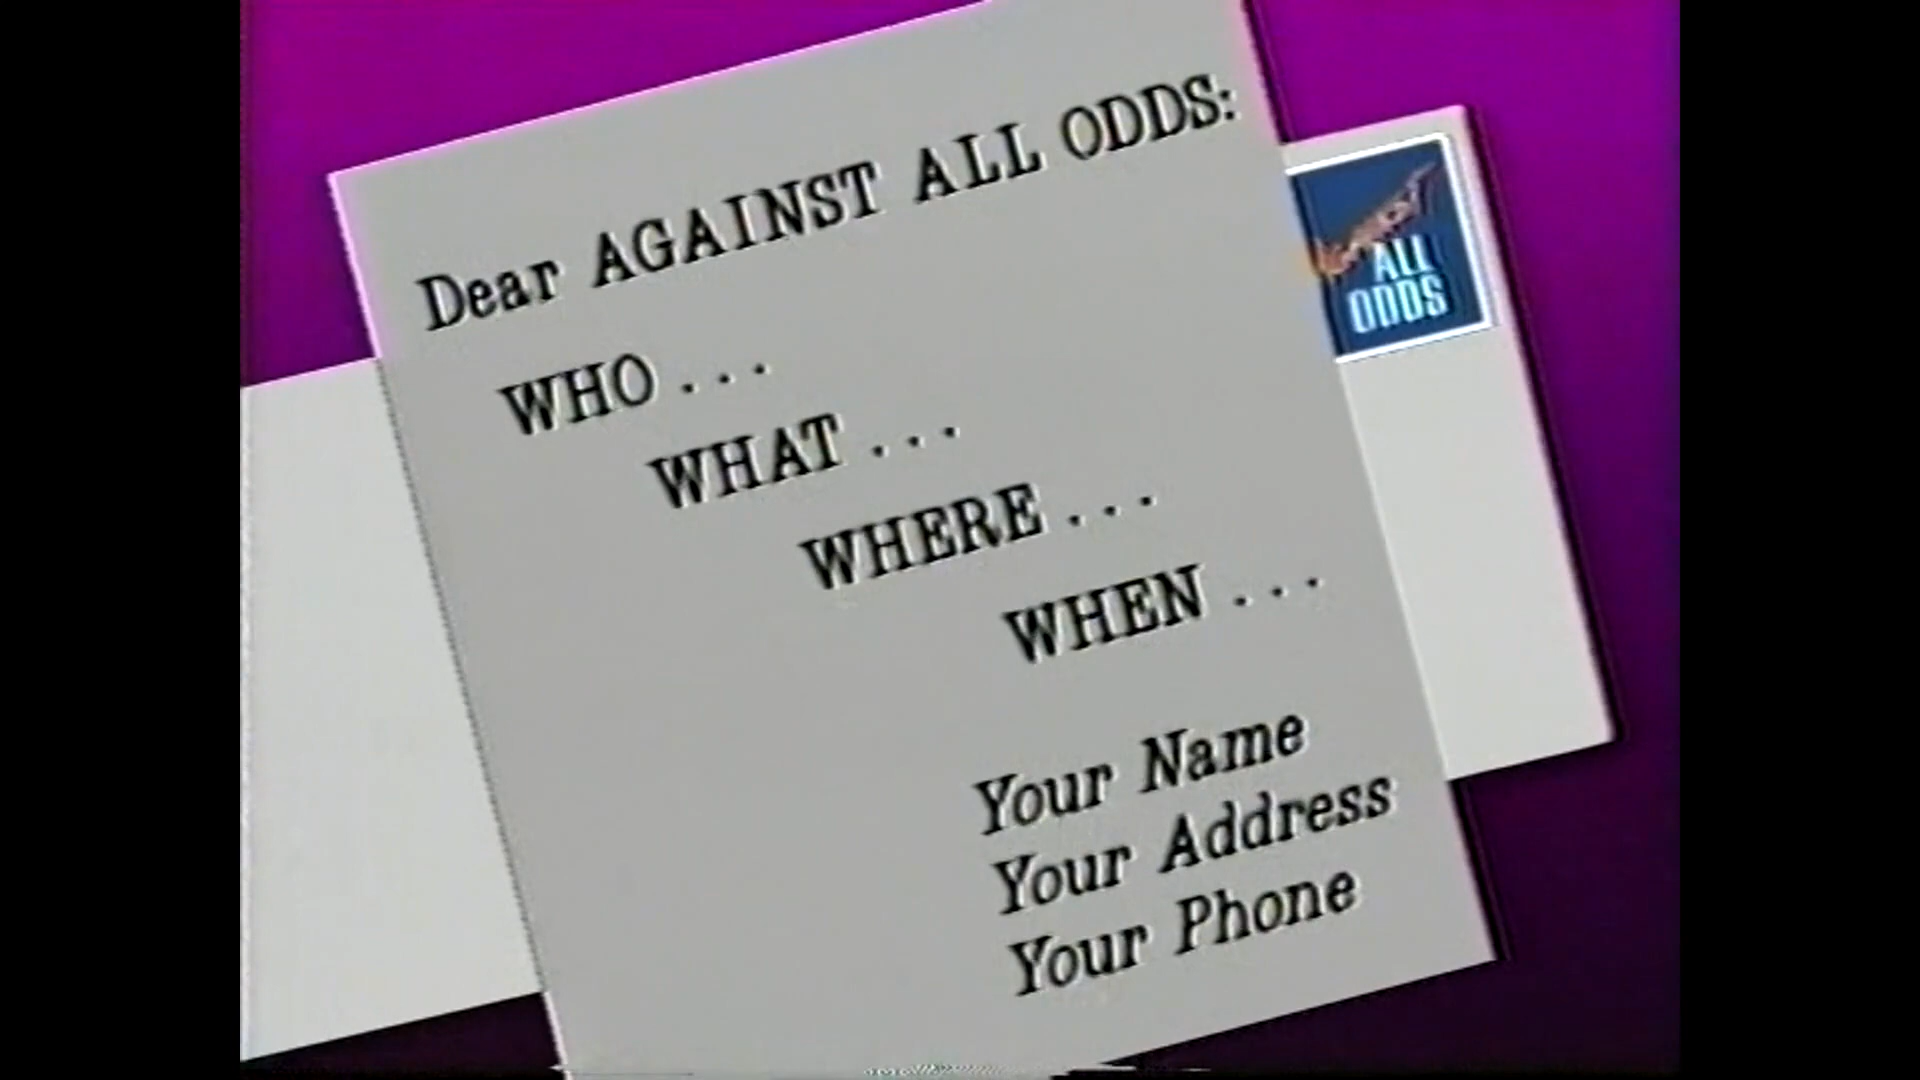 Dear AGAINST ALL ODDS:
WHO . . .
WHAT . . .
WHERE . . .
WHEN . . .
Your Name
Your Address
Your Phone
ALL
ODDS